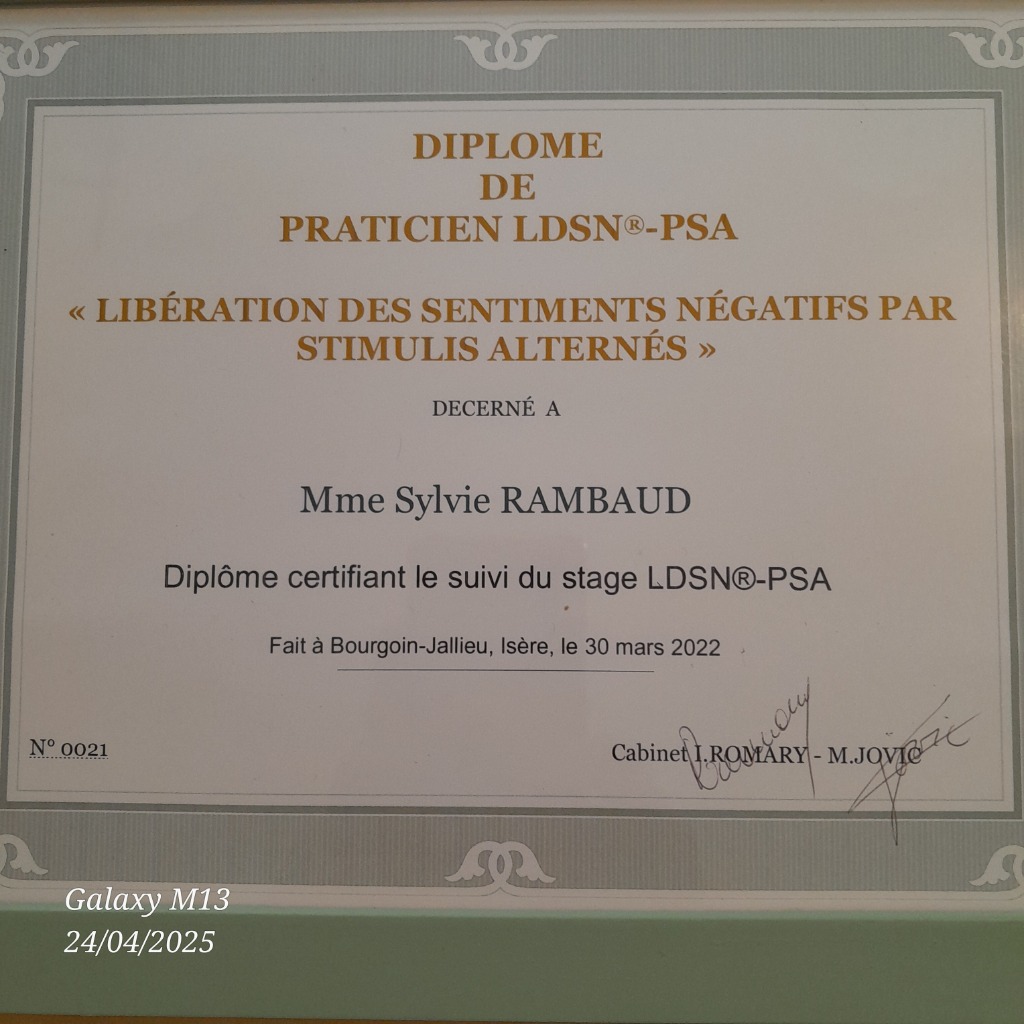 DIPLOME
DE
PRATICIEN LDSN®-PSA
« LIBÉRATION DES SENTIMENTS NÉGATIFS PAR
STIMULIS ALTERNÉS »
DECERNÉ A
Mme Sylvie RAMBAUD
Diplôme certifiant le suivi du stage LDSN®-PSA
Fait à Bourgoin-Jallieu, Isère, le 30 mars 2022
N° 0021
Cabinet I.ROMARY - M.JOVIC
Galaxy M13
24/04/2025